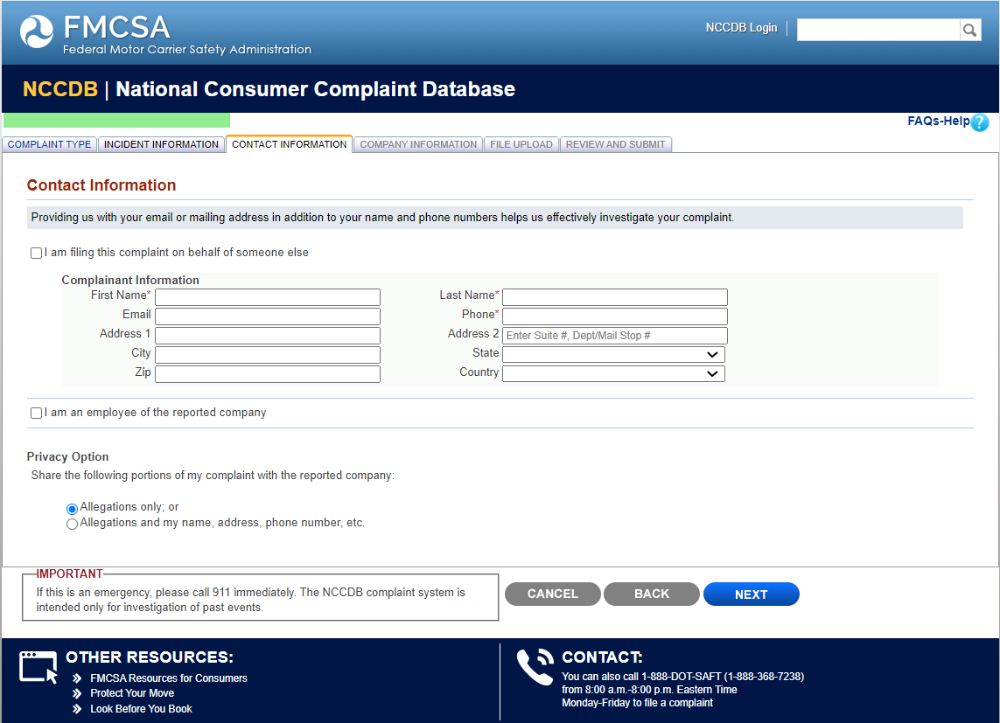 FMCSA
Federal Motor Carrier Safety Administration
NCCDB Login
NCCDB | National Consumer Complaint Database
FAQs-Help ?
COMPLAINT TYPE INCIDENT INFORMATION CONTACT INFORMATION COMPANY INFORMATION FILE UPLOAD REVIEW AND SUBMIT
Contact Information
Providing us with your email or mailing address in addition to your name and phone numbers helps us effectively investigate your complaint.
I am filing this complaint on behalf of someone else
Complainant Information
First Name* Last Name*
Email Phone*
Address 1 Address 2 Enter Suite #, Dept/Mail Stop #
City State
Zip Country
I am an employee of the reported company
Privacy Option
Share the following portions of my complaint with the reported company:
Allegations only; or
Allegations and my name, address, phone number, etc.
IMPORTANT
If this is an emergency, please call 911 immediately. The NCCDB complaint system is
intended only for investigation of past events.
CANCEL BACK NEXT
OTHER RESOURCES:
FMCSA Resources for Consumers
Protect Your Move
Look Before You Book
CONTACT:
You can also call 1-888-DOT-SAFT (1-888-368-7238)
from 8:00 a.m.-8:00 p.m. Eastern Time
Monday-Friday to file a complaint